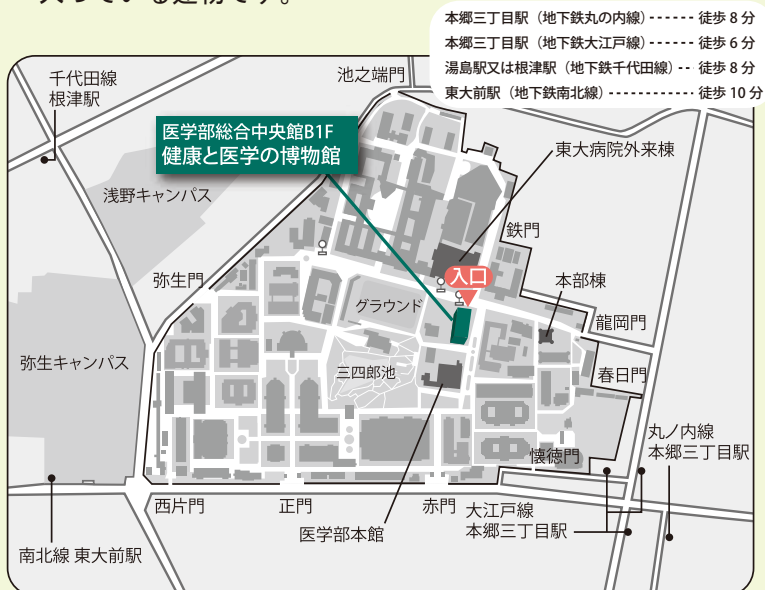 入っている建物です。
本郷三丁目駅（地下鉄丸の内線）------ 徒歩 8 分
本郷三丁目駅（地下鉄大江戸線）------ 徒歩 6 分
湯島駅又は根津駅（地下鉄千代田線）-- 徒歩 8 分
東大前駅（地下鉄南北線）------------ 徒歩 10 分
千代田線
根津駅
池之端門
医学部総合中央館B1F
健康と医学の博物館
東大病院外来棟
浅野キャンパス
鉄門
入口
本部棟
弥生門
グラウンド
龍岡門
弥生キャンパス
三四郎池
春日門
丸ノ内線
本郷三丁目駅
懐徳門
西片門
正門
赤門
大江戸線
本郷三丁目駅
医学部本館
南北線 東大前駅